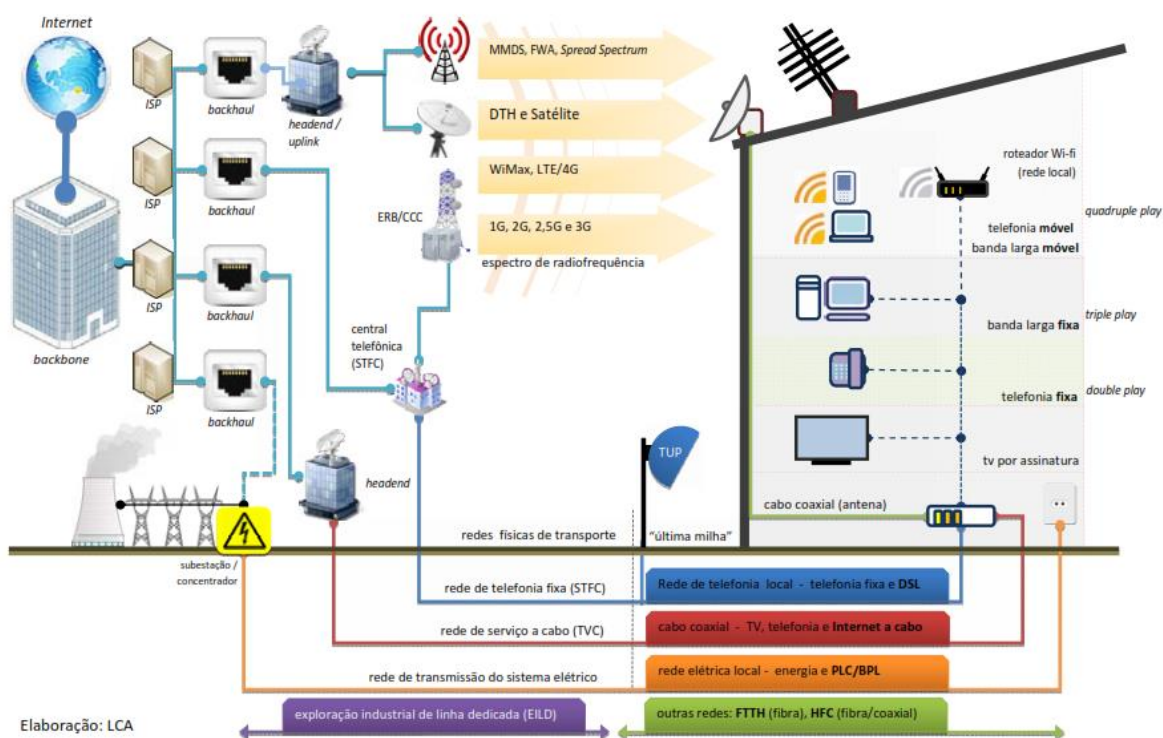 Internet
ISP
backhaul
headend /
uplink
MMDS, FWA, Spread Spectrum
DTH e Satélite
WiMax, LTE/4G
1G, 2G, 2,5G e 3G
espectro de radiofrequência
ERB/CCC
ISP
backhaul
ISP
backhaul
ISP
backhaul
backbone
central
telefônica
(STFC)
headend
roteador Wi-fi
(rede local)
quadruple play
telefonia móvel
banda larga móvel
triple play
banda larga fixa
double play
telefonia fixa
tv por assinatura
cabo coaxial (antena)
TUP
subestação /
concentrador
redes físicas de transporte
"última milha"
rede de telefonia fixa (STFC)
Rede de telefonia local - telefonia fixa e DSL
rede de serviço a cabo (TVC)
cabo coaxial - TV, telefonia e Internet a cabo
rede de transmissão do sistema elétrico
rede elétrica local - energia e PLC/BPL
exploração industrial de linha dedicada (EILD)
outras redes: FTTH (fibra), HFC (fibra/coaxial)
Elaboração: LCA